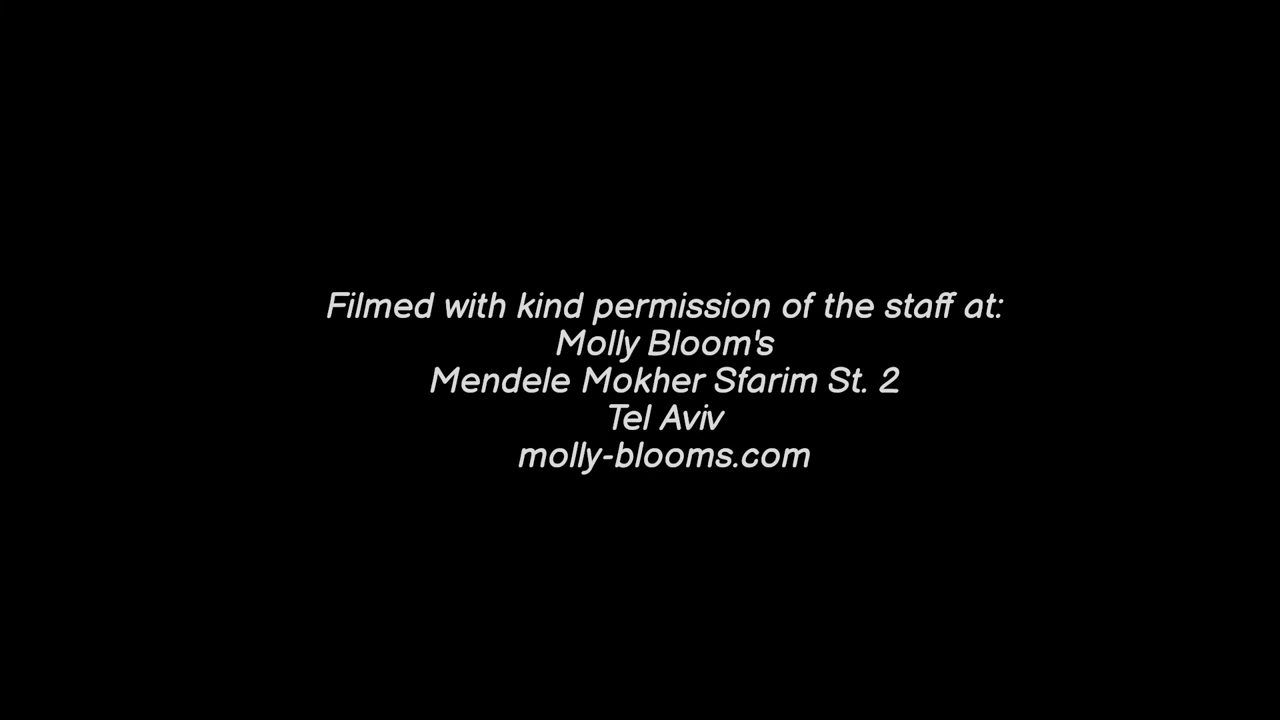 Filmed with kind permission of the staff at:
Molly Bloom's
Mendele Mokher Sfarim St. 2
Tel Aviv
molly-blooms.com